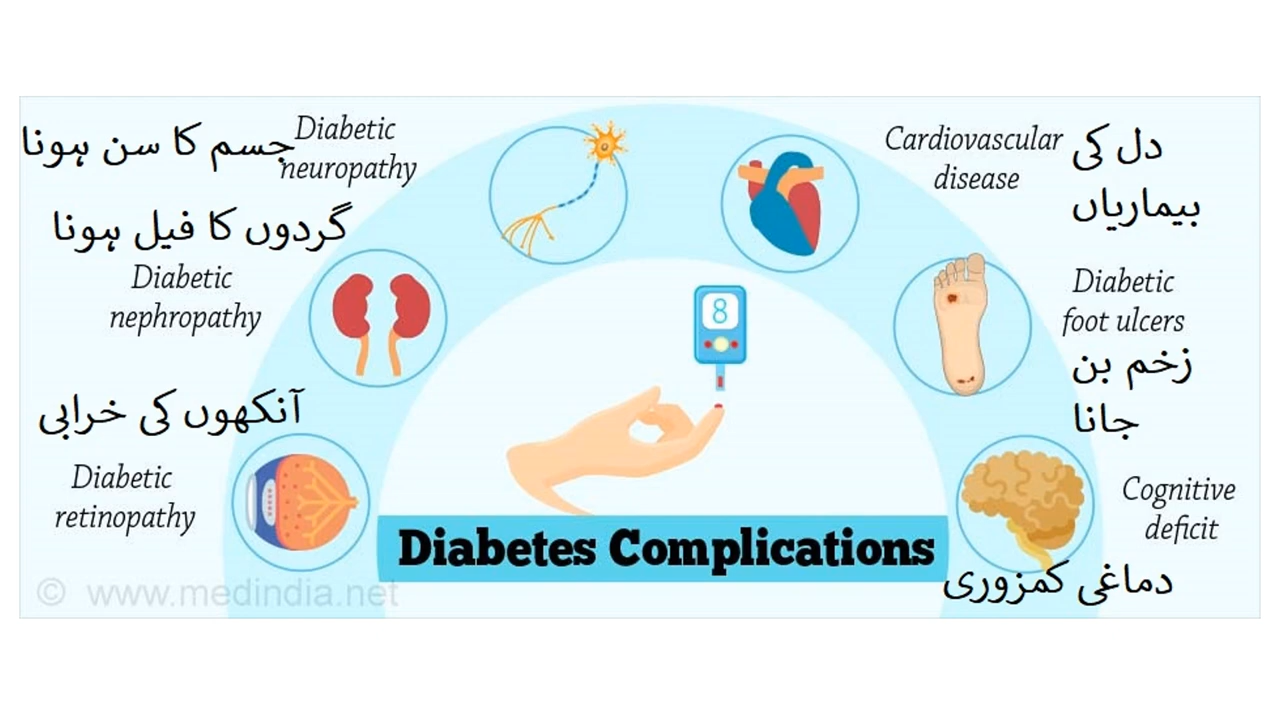 Diabetic
neuropathy
جسم کا سن ہونا
گردوں کا فیل ہونا
Diabetic
nephropathy
آنکھوں کی خرابی
Diabetic
retinopathy
Cardiovascular
disease
دل کی
بیماریاں
Diabetic
foot ulcers
زخم بن
جانا
Cognitive
deficit
دماغی کمزوری
8
Diabetes Complications
© www.medindia.net